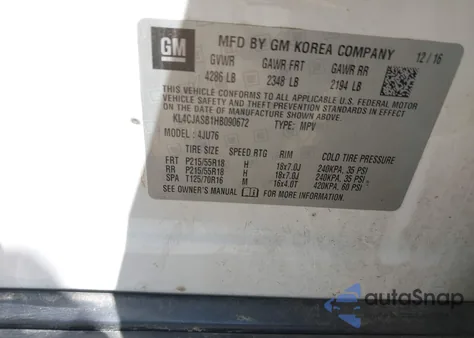 GM
MFD BY GM KOREA COMPANY 12/16
GVWR GAWR FRT GAWR RR
4286 LB 2348 LB 2194 LB
THIS VEHICLE CONFORMS TO ALL APPLICABLE U.S. FEDERAL
MOTOR VEHICLE SAFETY AND THEFT PREVENTION STANDARDS IN EFFECT ON THE
DATE OF MANUFACTURE SHOWN ABOVE.
KL4CJASB1HB090672 TYPE: MPV
MODEL: 4JU76
TIRE SIZE SPEED RTG RIM
FRT P215/55R18 H 18x7.0J 240KPA, 35 PSI
RR P215/55R18 H 18x7.0J 240KPA, 35 PSI
SPA T125/70R16 M 16x4.0T 420KPA, 60 PSI
SEE OWNER'S MANUAL FOR MORE INFORMATION.
autoSnap